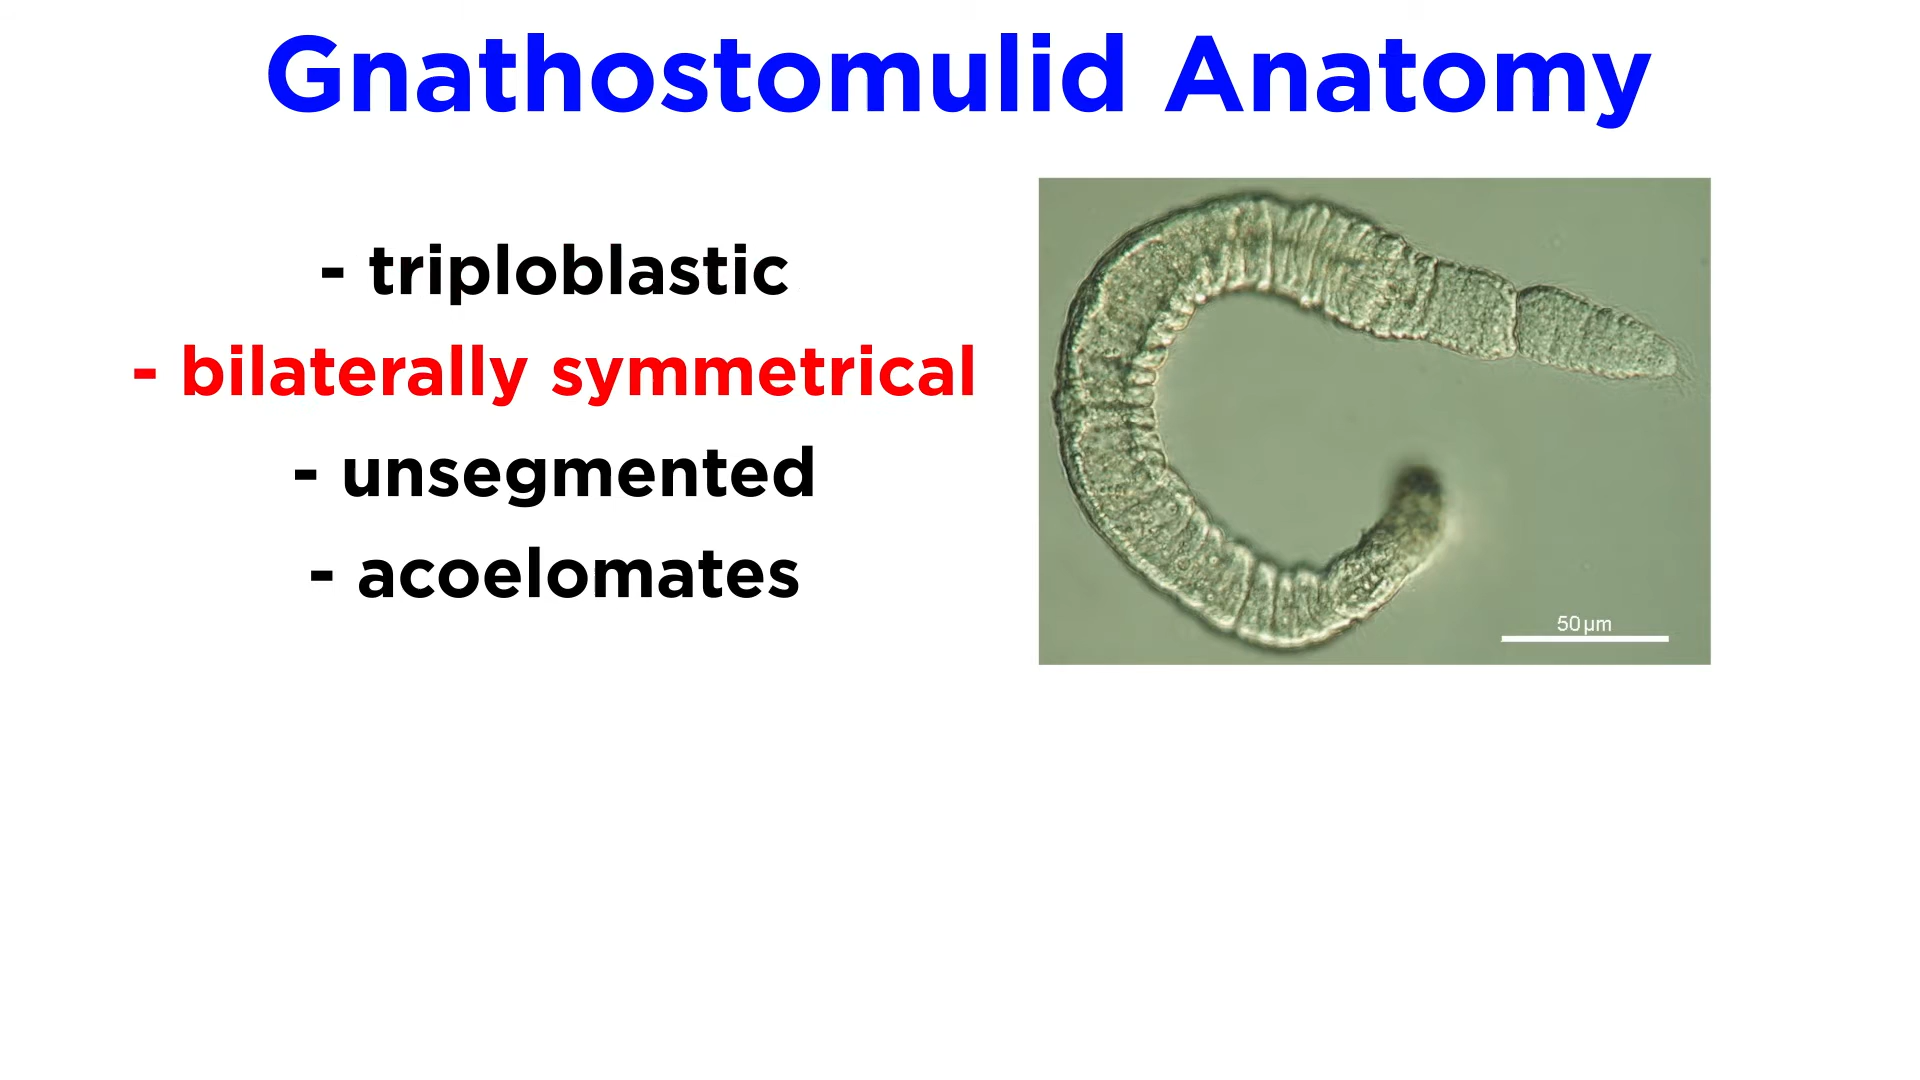 Gnathostomulid Anatomy
- triploblastic
- bilaterally symmetrical
- unsegmented
- acoelomates
50 µm